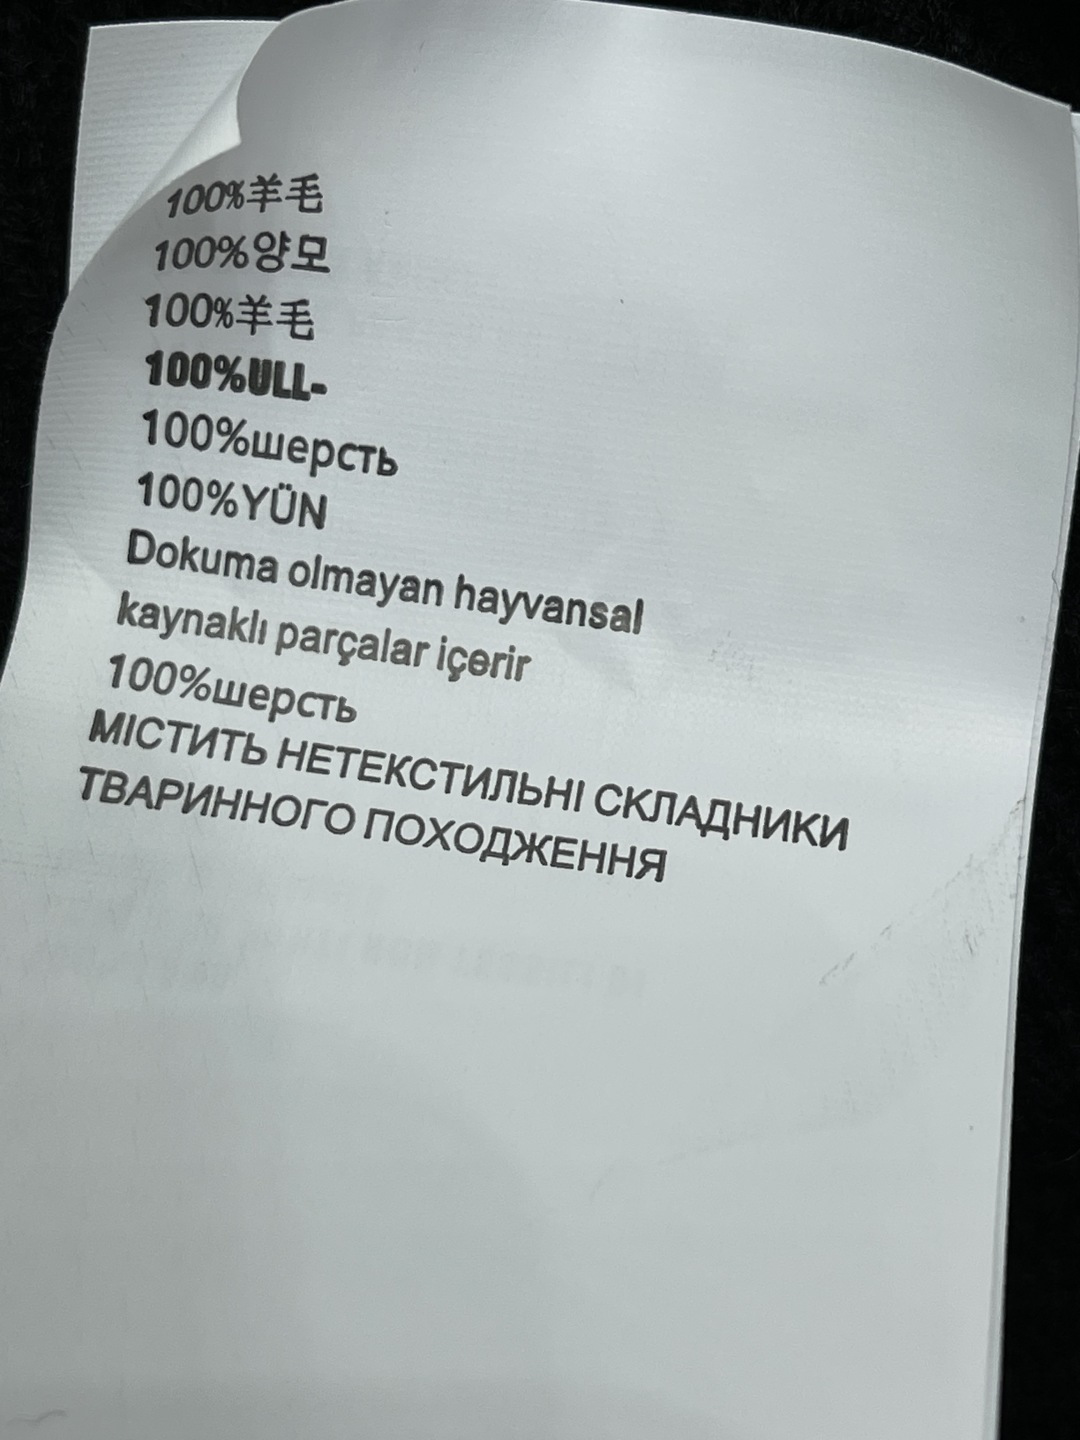 100%羊毛
100%양모
100%羊毛
100%ULL-
100%шерсть
100%YÜN
Dokuma olmayan hayvansal
kaynaklı parçalar içerir
100%шерсть
МІСТИТЬ НЕТЕКСТИЛЬНІ СКЛАДНИКИ
ТВАРИННОГО ПОХОДЖЕННЯ